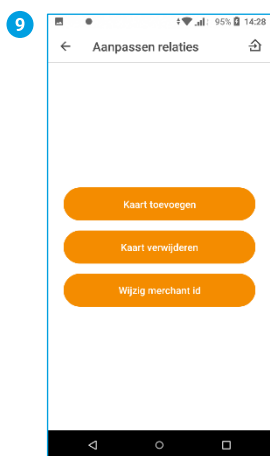 9
95% 14:28
Aanpassen relaties
Kaart toevoegen
Kaart verwijderen
Wijzig merchant id